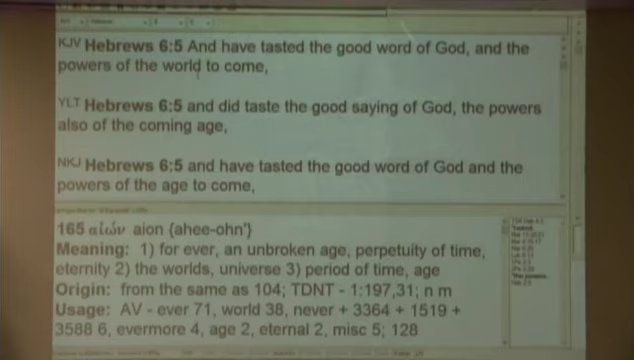 KJV Hebrews 6:5 And have tasted the good word of God, and the
powers of the world to come,
YLT Hebrews 6:5 and did taste the good saying of God, the powers
also of the coming age,
NKJ Hebrews 6:5 and have tasted the good word of God and the
powers of the age to come,
165 αἰών aion {ahee-ohn'}
Meaning: 1) for ever, an unbroken age, perpetuity of time,
eternity 2) the worlds, universe 3) period of time, age
Origin: from the same as 104; TDNT - 1:197,31; n m
Usage: AV - ever 71, world 38, never + 3364 + 1519 +
3588 6, evermore 4, age 2, eternal 2, misc 5; 128